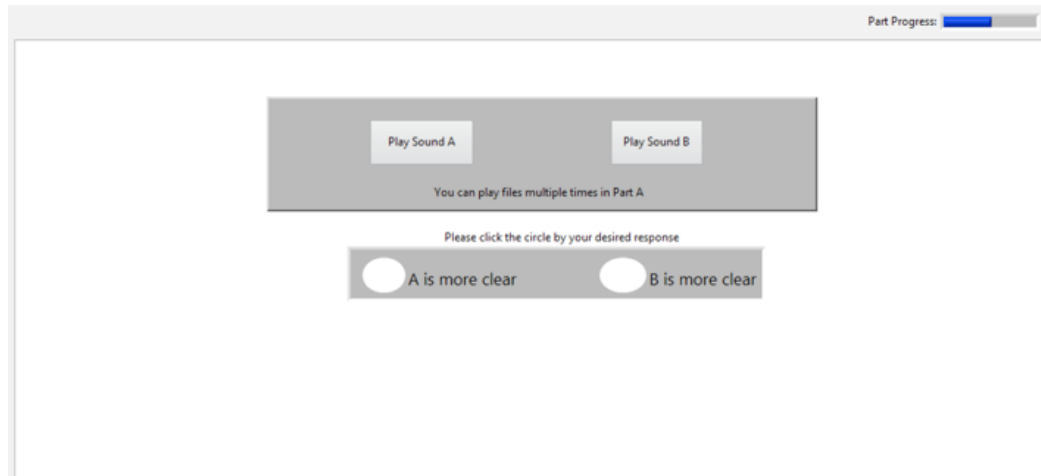 Part Progress:
Play Sound A
Play Sound B
You can play files multiple times in Part A
Please click the circle by your desired response
A is more clear
B is more clear